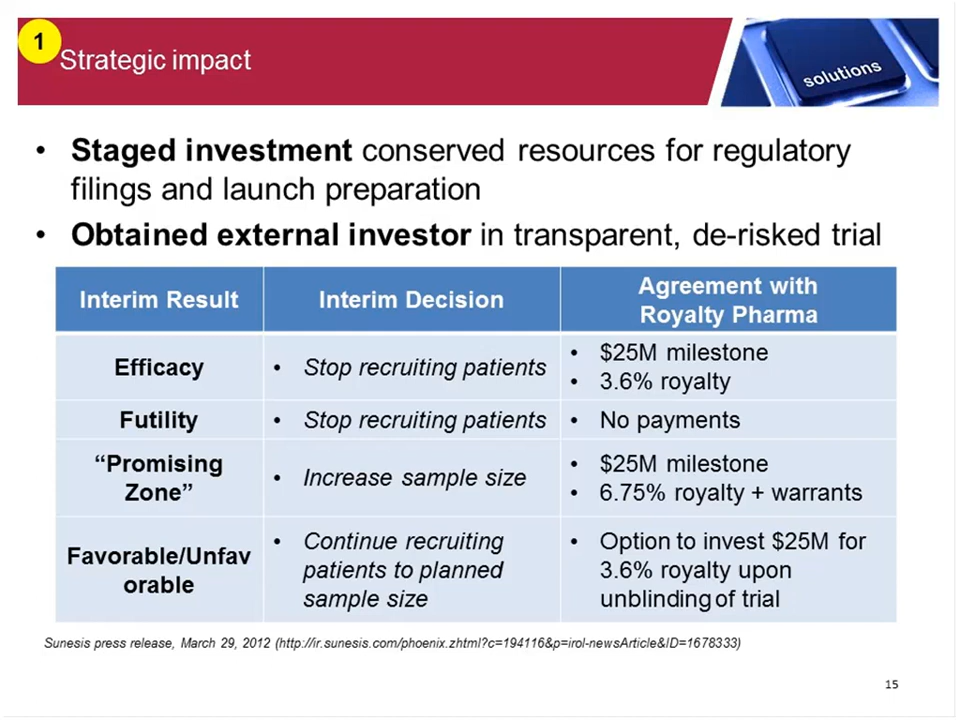 1
Strategic impact
solutions
• Staged investment conserved resources for regulatory
filings and launch preparation
• Obtained external investor in transparent, de-risked trial
Interim Result
Interim Decision
Agreement with
Royalty Pharma
Efficacy
• Stop recruiting patients
• $25M milestone
• 3.6% royalty
Futility
• Stop recruiting patients
• No payments
“Promising
Zone”
• Increase sample size
• $25M milestone
• 6.75% royalty + warrants
Favorable/Unfav
orable
• Continue recruiting
patients to planned
sample size
• Option to invest $25M for
3.6% royalty upon
unblinding of trial
Sunesis press release, March 29, 2012 (http://ir.sunesis.com/phoenix.zhtml?c=194116&p=irol-newsArticle&ID=1678333)
15